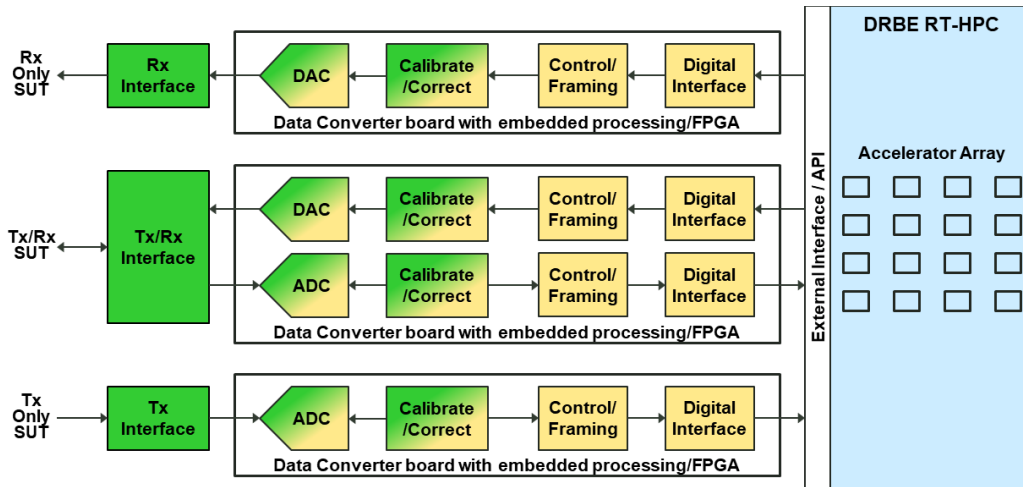 DRBE RT-HPC
Rx
Only
SUT
Rx
Interface
DAC
Calibrate
/Correct
Control/
Framing
Digital
Interface
Data Converter board with embedded processing/FPGA
External Interface / API
Accelerator Array
Tx/Rx
SUT
Tx/Rx
Interface
DAC
Calibrate
/Correct
Control/
Framing
Digital
Interface
ADC
Calibrate
/Correct
Control/
Framing
Digital
Interface
Data Converter board with embedded processing/FPGA
Tx
Only
SUT
Tx
Interface
ADC
Calibrate
/Correct
Control/
Framing
Digital
Interface
Data Converter board with embedded processing/FPGA